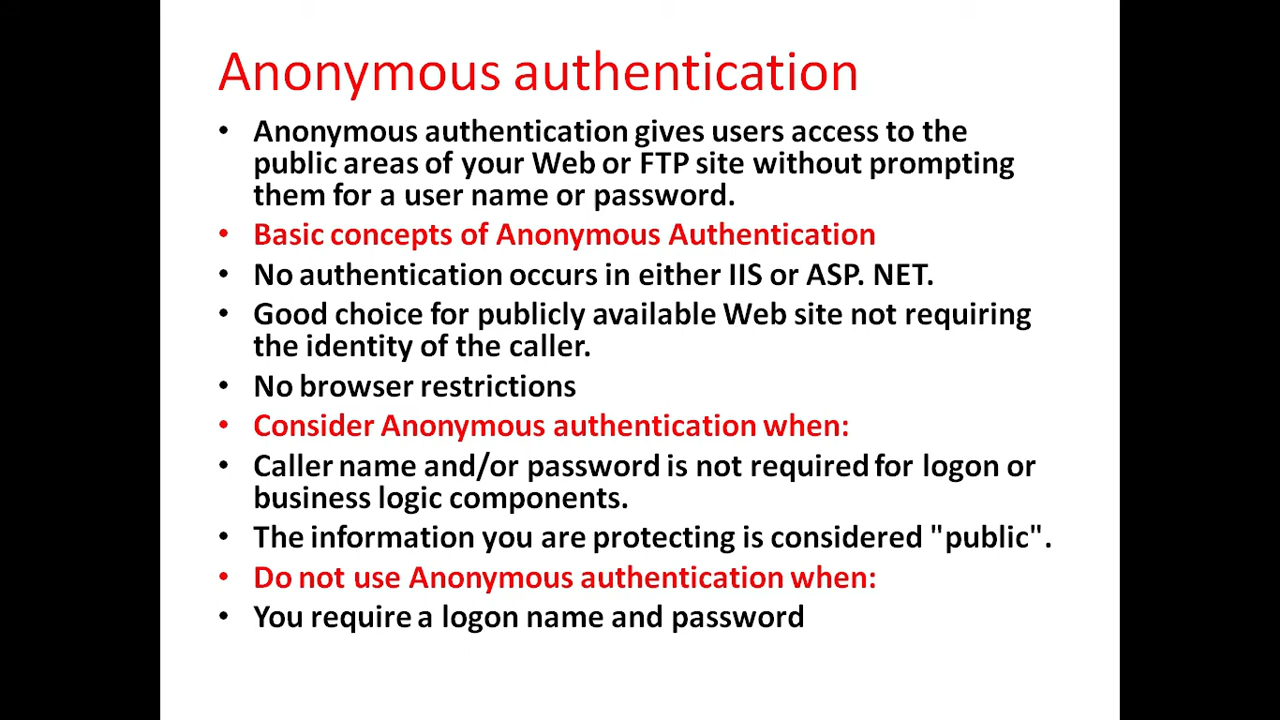 Anonymous authentication
• Anonymous authentication gives users access to the
public areas of your Web or FTP site without prompting
them for a user name or password.
• Basic concepts of Anonymous Authentication
• No authentication occurs in either IIS or ASP. NET.
• Good choice for publicly available Web site not requiring
the identity of the caller.
• No browser restrictions
• Consider Anonymous authentication when:
• Caller name and/or password is not required for logon or
business logic components.
• The information you are protecting is considered "public".
• Do not use Anonymous authentication when:
• You require a logon name and password